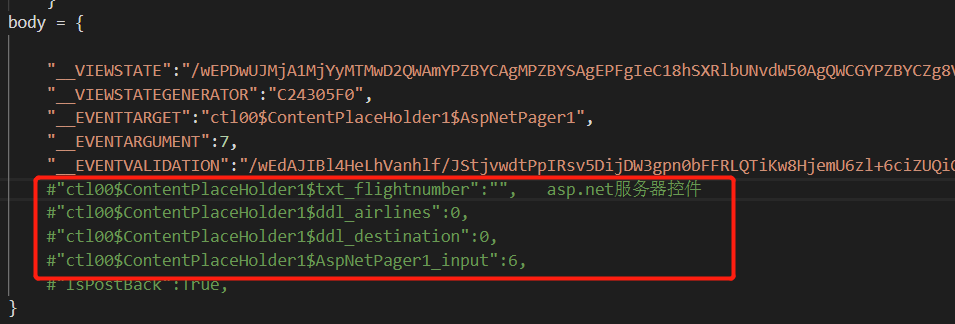 }
body = {
"__VIEWSTATE":"/wEPDwUJMjA1MjYyMTMwD2QWAmYPZBYCAgMPZBYSAgEPFgIeC18hSXRlbUNvdW50AgQWCGYPZBYCZg8V
"__VIEWSTATEGENERATOR":"C24305F0",
"__EVENTTARGET":"ctl00$ContentPlaceHolder1$AspNetPager1",
"__EVENTARGUMENT":7,
"__EVENTVALIDATION":"/wEdAJIBl4HeLhVanhlf/JStjvwdtPpIRsv5DijDW3gpn0bFFRLQTiKw8HjemU6zl+6ciZUQiG
#"ctl00$ContentPlaceHolder1$txt_flightnumber":"", asp.net服务器控件
#"ctl00$ContentPlaceHolder1$ddl_airlines":0,
#"ctl00$ContentPlaceHolder1$ddl_destination":0,
#"ctl00$ContentPlaceHolder1$AspNetPager1_input":6,
#"IsPostBack":True,
}